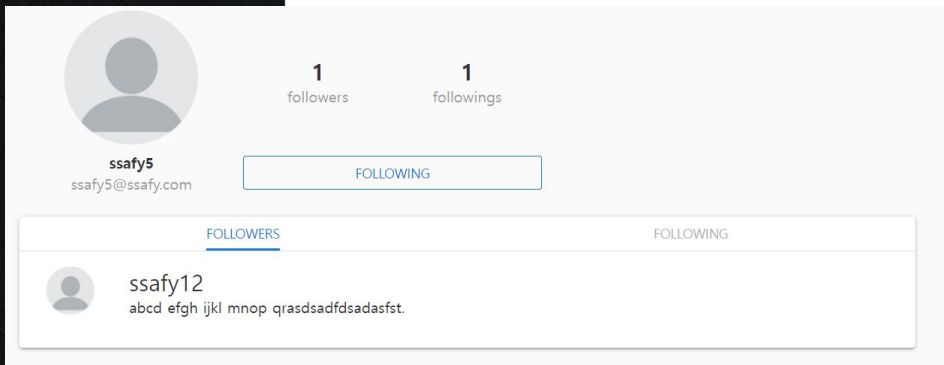 1 1
followers followings
ssafy5
ssafy5@ssafy.com
FOLLOWING
FOLLOWERS FOLLOWING
ssafy12
abcd efgh ijkl mnop qrasdsadfdsadasfst.